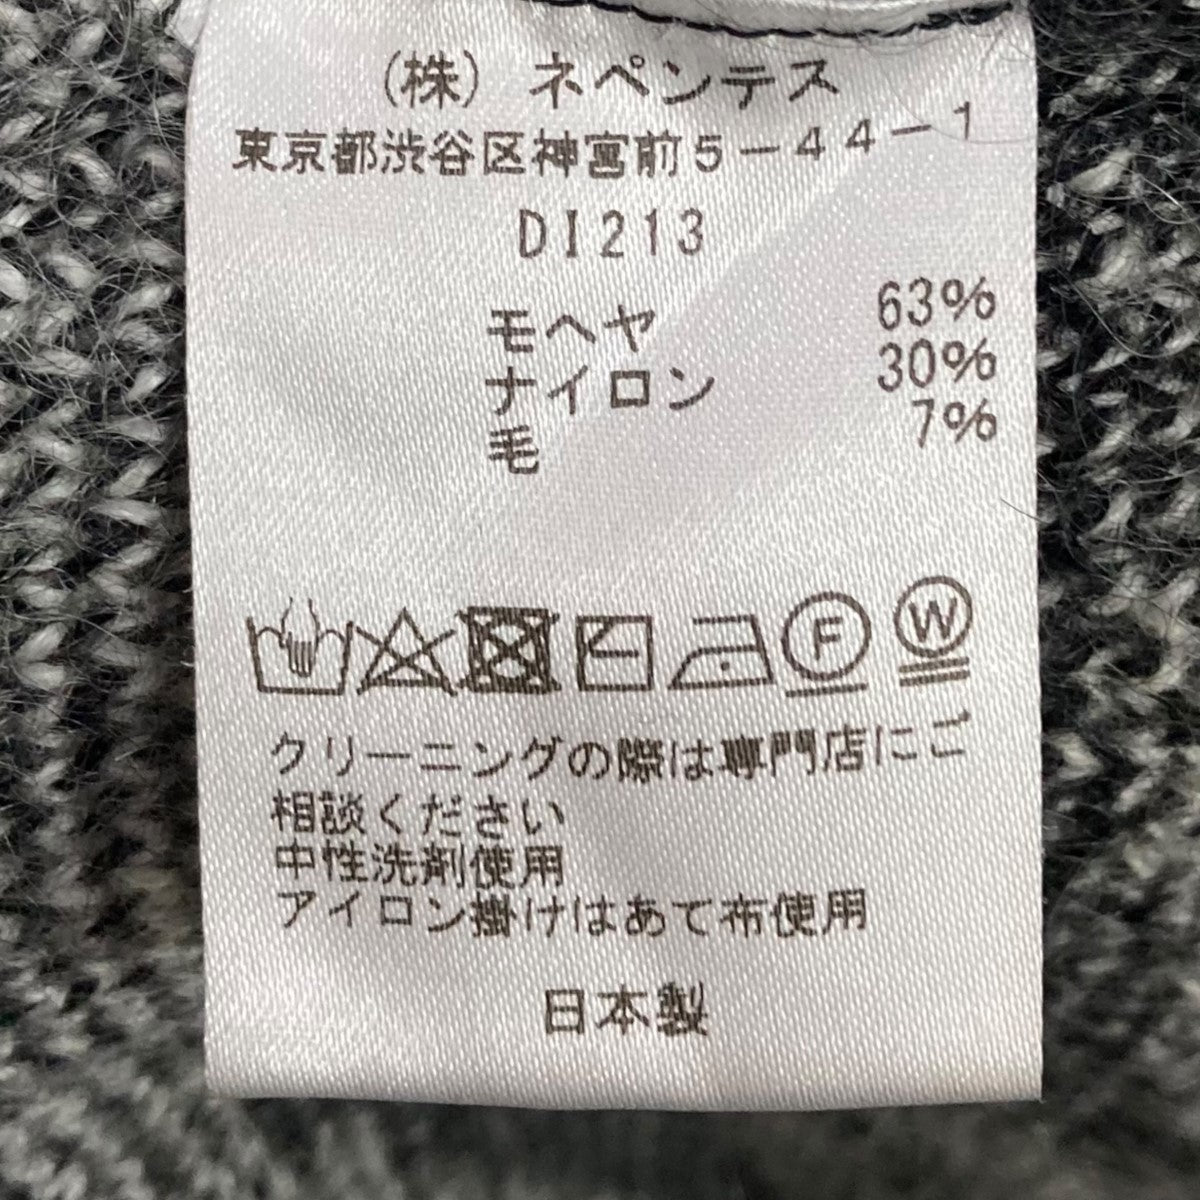 (株) ネペンテス
東京都渋谷区神宮前5-44-1
DI213
モヘヤ 63%
ナイロン 30%
毛 7%
F W
クリーニングの際は専門店にご
相談ください
中性洗剤使用
アイロン掛けはあて布使用
日本製